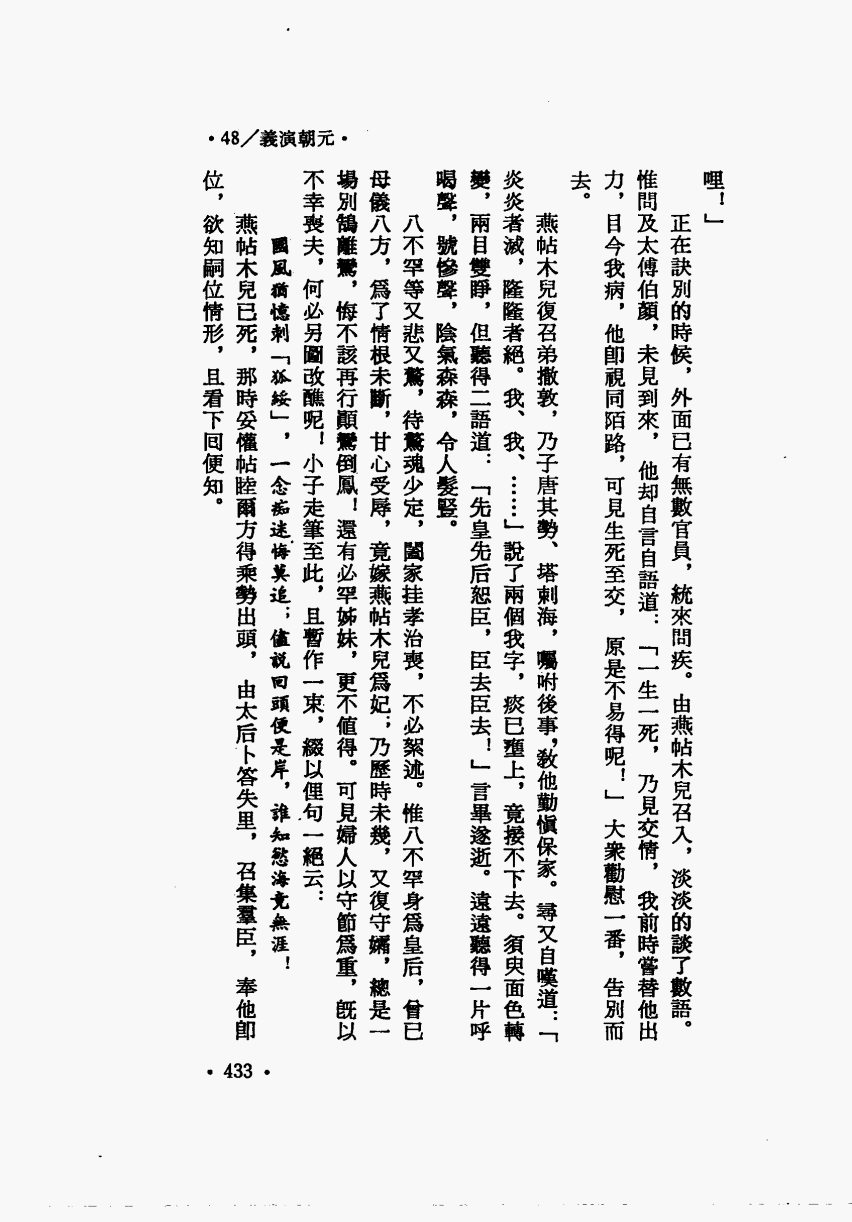 •48／義演朝元•
哩！」
正在訣別的時候，外面已有無數官員，統來問疾。由燕帖木兒召入，淡淡的談了數語。
惟問及太傅伯顏，未見到來，他却自言自語道：「一生一死，乃見交情，我前時嘗替他出
力，目今我病，他卽視同陌路，可見生死至交，原是不易得呢！」大衆勸慰一番，告別而
去。
燕帖木兒復召弟撒敦，乃子唐其勢、塔剌海，囑咐後事，敎他勤愼保家。尋又自嘆道：「
炎炎者滅，隆隆者絕。我、我、……」說了兩個我字，痰已壅上，竟接不下去。須臾面色轉
變，兩目雙睜，但聽得二語道：「先皇先后恕臣，臣去臣去！」言畢遂逝。遠遠聽得一片呼
喝聲，號慘聲，陰氣森森，令人髮豎。
八不罕等又悲又驚，待驚魂少定，闔家挂孝治喪，不必絮述。惟八不罕身爲皇后，曾已
母儀八方，爲了情根未斷，甘心受辱，竟嫁燕帖木兒爲妃；乃歷時未幾，又復守孀，總是一
場別鵠離鸞，悔不該再行顚鸞倒鳳！還有必罕姊妹，更不値得。可見婦人以守節爲重，旣以
不幸喪夫，何必另圖改醮呢！小子走筆至此，且暫作一束，綴以俚句一絕云：
國風猶憶刺「狐綏」，一念痴迷悔莫追；儘說回頭便是岸，誰知愁海竟無涯！
燕帖木兒已死，那時妥懽帖睦爾方得乘勢出頭，由太后卜答失里，召集羣臣，奉他卽
位，欲知嗣位情形，且看下回便知。
•433•